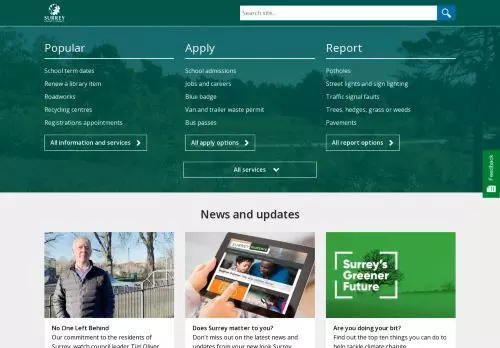 SURREY
Search site...
Popular
School term dates
Renew a library item
Roadworks
Recycling centres
Registrations appointments
All information and services
Apply
School admissions
Jobs and careers
Blue badge
Van and trailer waste permit
Bus passes
All apply options
Report
Potholes
Street lights and sign lighting
Traffic signal faults
Trees, hedges, grass or weeds
Pavements
All report options
All services
Feedback
News and updates
No One Left Behind
Our commitment to the residents of
Surrey, watch council leader Tim Oliver
SURREY matters
Does Surrey matter to you?
Don't miss out on the latest news and
updates from your new look Surrey
Surrey's
Greener
Future
Are you doing your bit?
Find out the top ten things you can do to
help tackle climate change